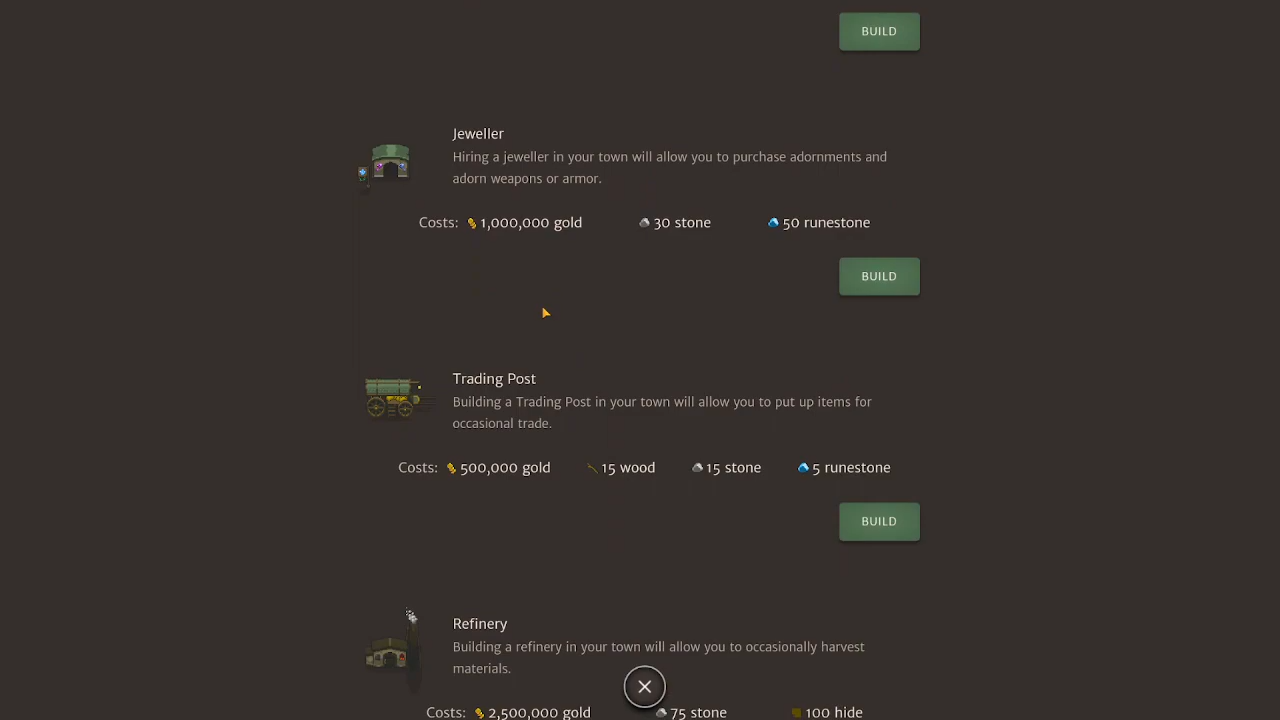 BUILD
Jeweller
Hiring a jeweller in your town will allow you to purchase adornments and
adorn weapons or armor.
Costs: 1,000,000 gold 30 stone 50 runestone
BUILD
Trading Post
Building a Trading Post in your town will allow you to put up items for
occasional trade.
Costs: 500,000 gold 15 wood 15 stone 5 runestone
BUILD
Refinery
Building a refinery in your town will allow you to occasionally harvest
materials.
Costs: 2,500,000 gold 75 stone 100 hide